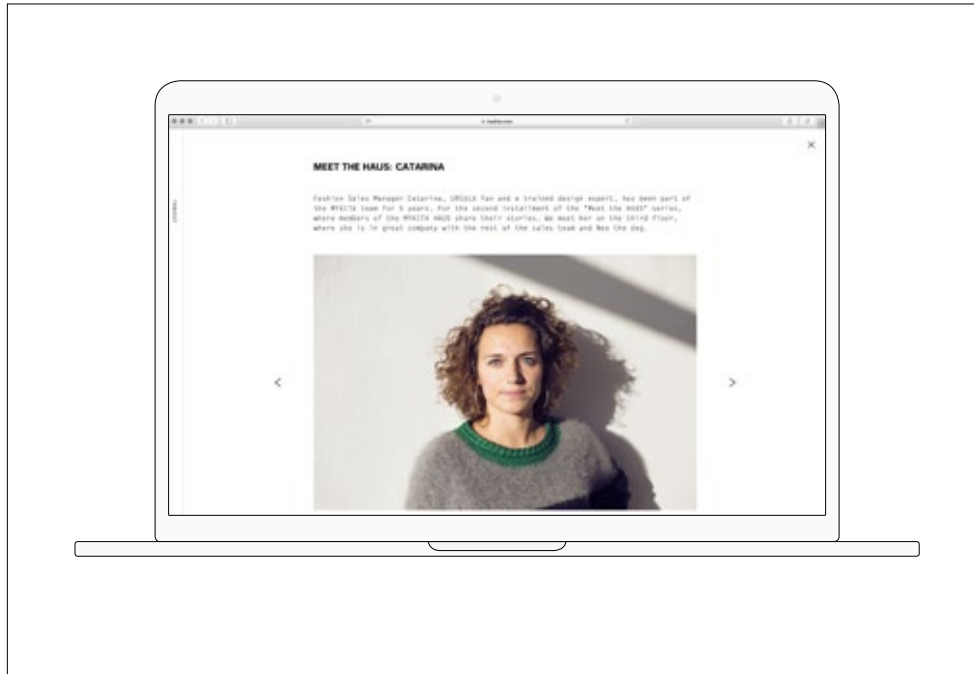 mykita.com
MEET THE HAUS: CATARINA
Fashion Sales Manager Catarina, URSULA fan and a trained design expert, has been part of
the MYKITA team for 5 years. For the second installment of the "Meet the HAUS" series,
where members of the MYKITA HAUS share their stories. We meet her on the third floor,
where she is in great company with the rest of the sales team and Neo the dog.